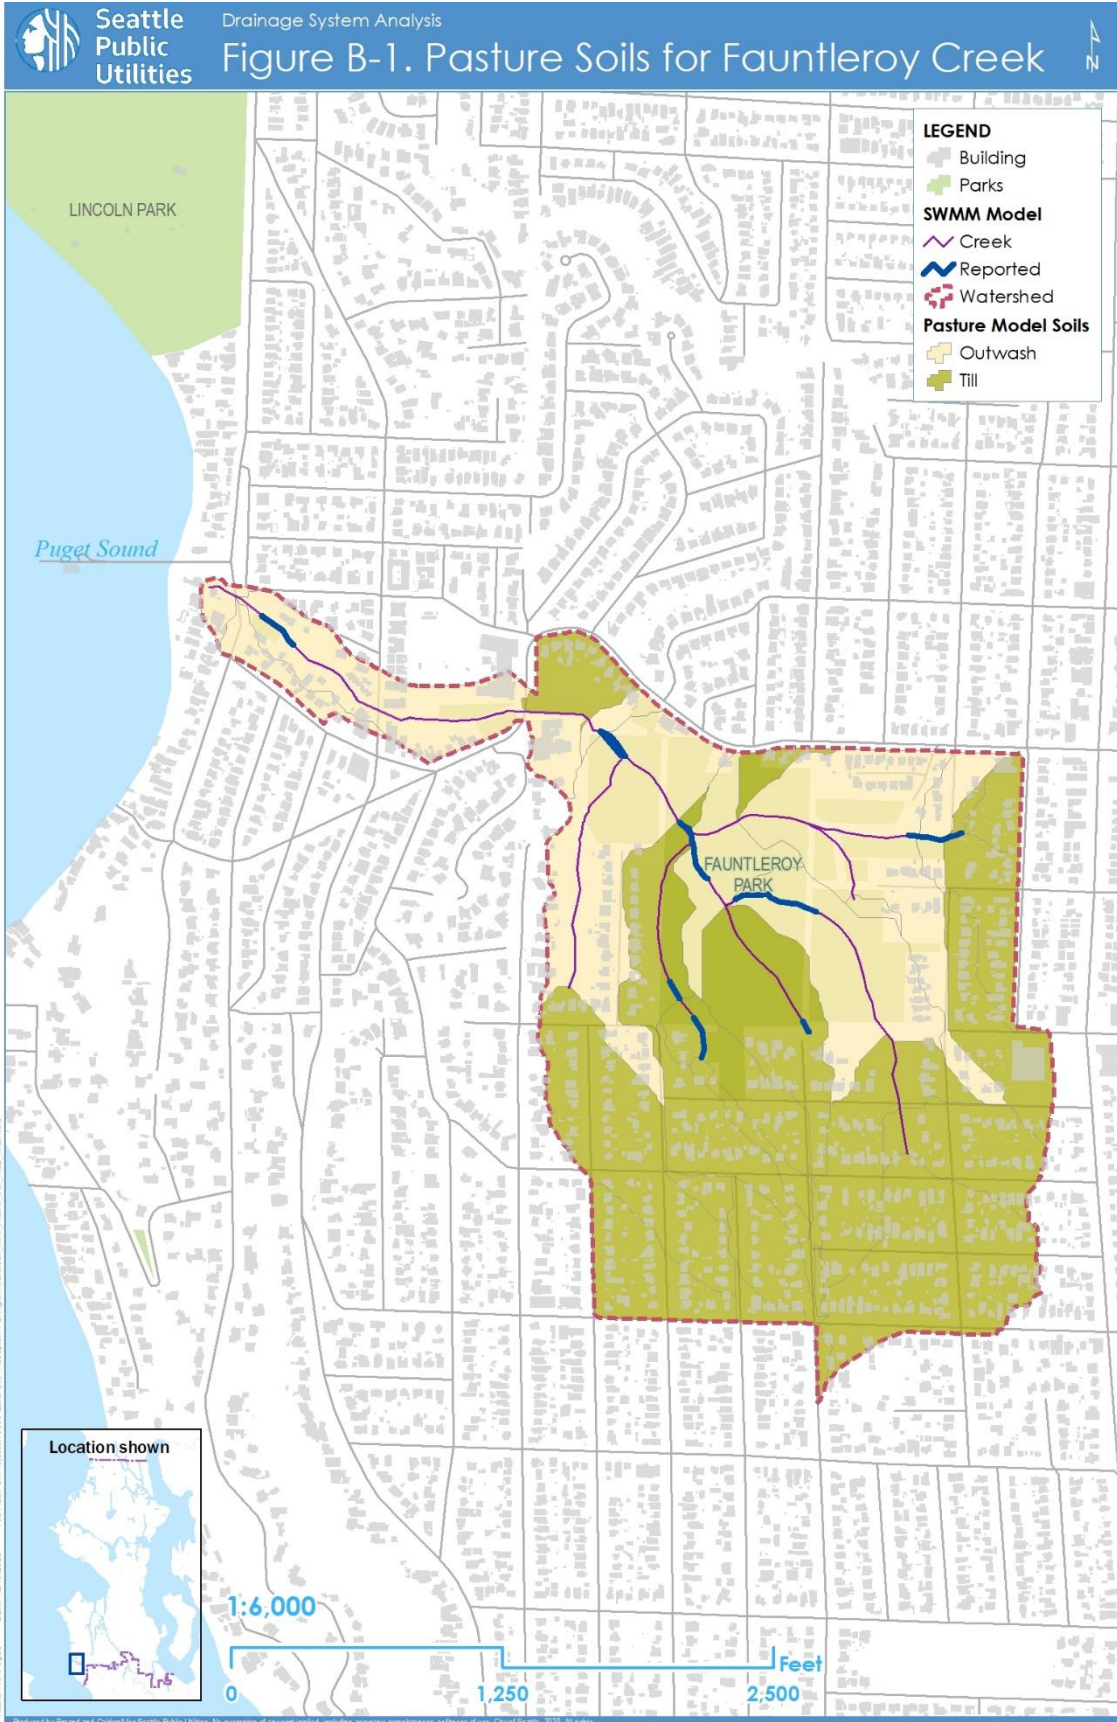 Seattle
Public
Utilities
Drainage System Analysis
Figure B-1. Pasture Soils for Fauntleroy Creek
N
LEGEND
Building
Parks
SWMM Model
Creek
Reported
Watershed
Pasture Model Soils
Outwash
Till
LINCOLN PARK
Puget Sound
FAUNTLEROY
PARK
Location shown
1:6,000
Feet
0
1,250
2,500